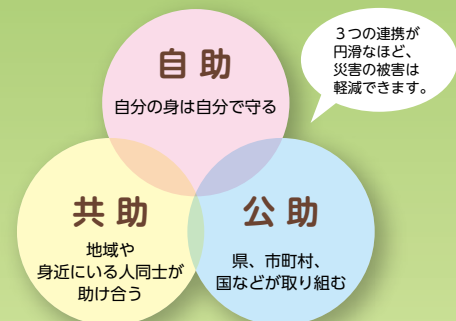 自助
自分の身は自分で守る
３つの連携が
円滑なほど、
災害の被害は
軽減できます。
共助
地域や
身近にいる人同士が
助け合う
公助
県、市町村、
国などが取り組む